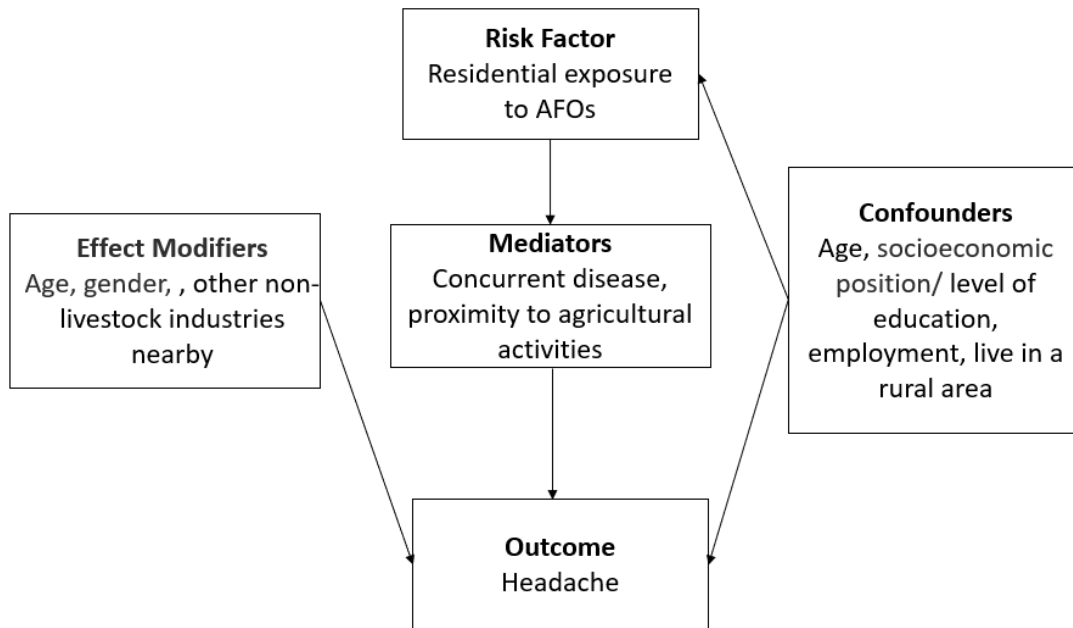 Risk Factor
Residential exposure
to AFOs
Effect Modifiers
Age, gender, , other non-
livestock industries
nearby
Mediators
Concurrent disease,
proximity to agricultural
activities
Confounders
Age, socioeconomic
position/ level of
education,
employment, live in a
rural area
Outcome
Headache